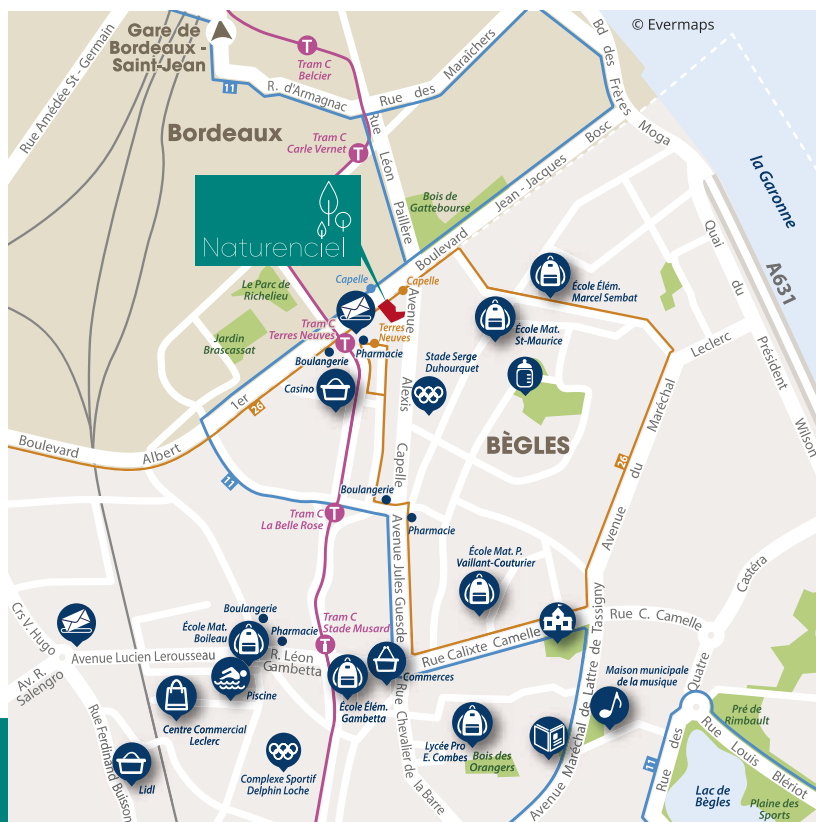 © Evermaps
Gare de
Bordeaux -
Saint-Jean
Tram C
Belcier
Rue Amédée St - Germain
11
R. d'Armagnac
Rue des Maraîchers
Bd des Frères Moga
Bordeaux
Tram C
Carle Vernet
Rue Léon Paillère
la Garonne
Bois de
Gattebourse
Boulevard Jean - Jacques Bosc
Naturenciel
Quai du Président Wilson
A631
Capelle
Capelle
Le Parc de
Richelieu
École Élém.
Marcel Sembat
Terres
Neuves
École Mat.
St-Maurice
Tram C
Terres Neuves
Jardin
Brascassat
Boulangerie
Pharmacie
Stade Serge
Duhourquet
Casino
Avenue Alexis Capelle
26
Boulevard Albert 1er
BÈGLES
Avenue du Maréchal Leclerc
26
11
Boulangerie
Pharmacie
Tram C
La Belle Rose
Avenue Jules Guesde
École Mat. P.
Vaillant-Couturier
Castéra
Crs V. Hugo
Boulangerie
École Mat.
Boileau
Pharmacie
Tram C
Stade Musard
Rue C. Camelle
Rue Calixte Camelle
Avenue Lucien Lerousseau
R. Léon
Gambetta
Av. R.
Salengro
Commerces
Maison municipale
de la musique
Piscine
École Élém.
Gambetta
Centre Commercial
Leclerc
Rue Ferdinand Buisson
Rue Chevalier de la Barre
Lycée Pro
E. Combes
Bois des
Orangers
Avenue Maréchal de Lattre de Tassigny
Rue des Quatre
Pré de
Rimbault
Rue Louis Blériot
11
Complexe Sportif
Delphin Loche
Lidl
Lac de
Bègles
Plaine des
Sports